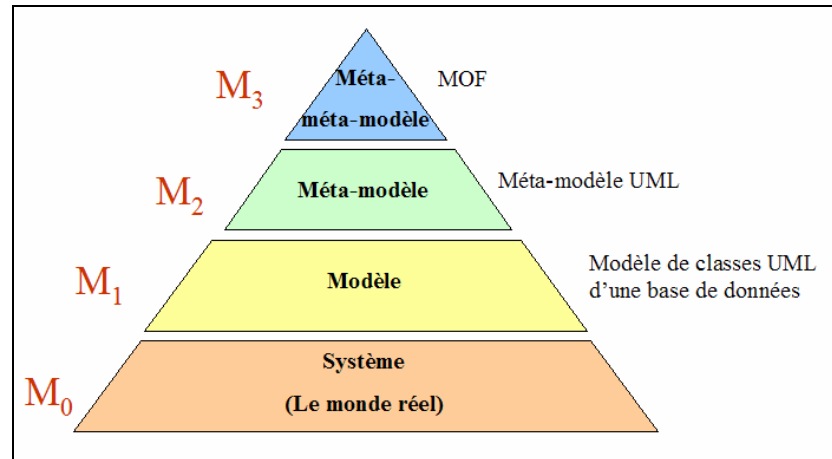 M3
Méta-
méta-modèle
MOF
M2
Méta-modèle
Méta-modèle UML
M1
Modèle
Modèle de classes UML
d'une base de données
M0
Système
(Le monde réel)